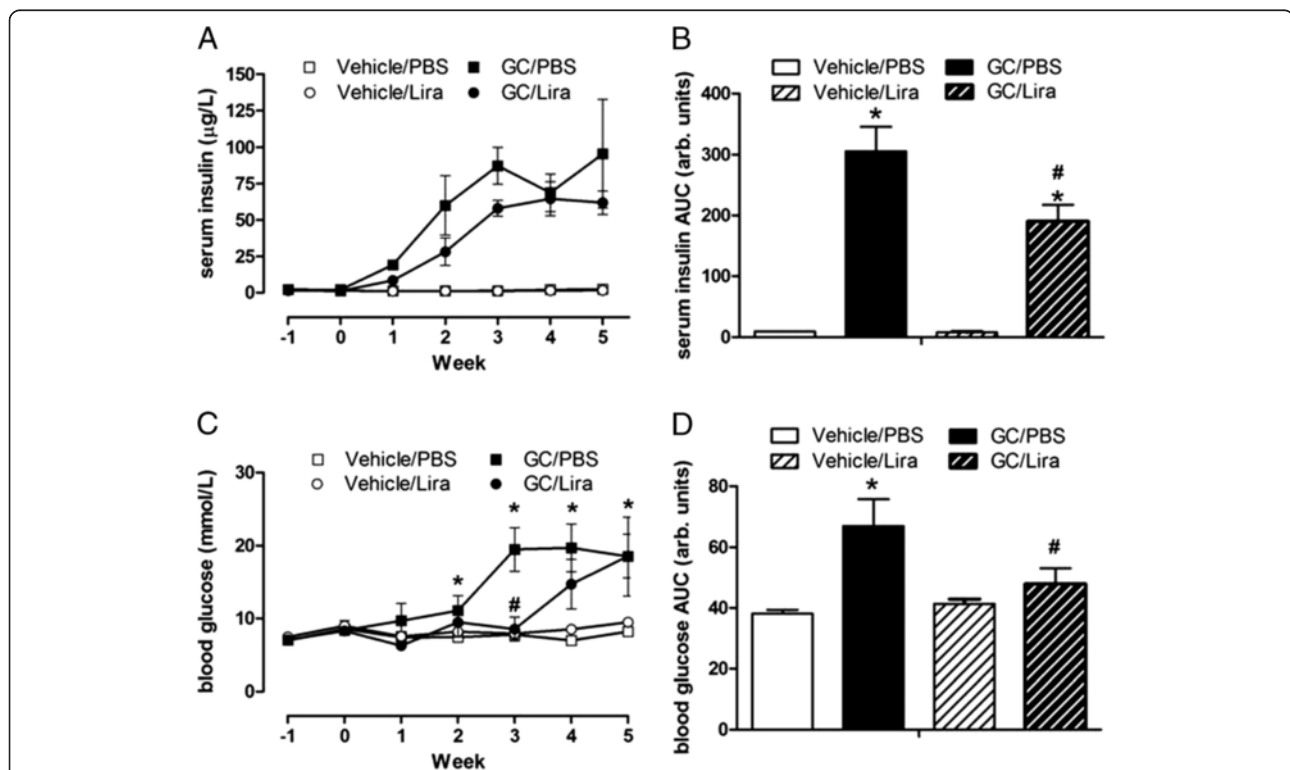 A
Vehicle/PBS GC/PBS
Vehicle/Lira GC/Lira
serum insulin (µg/L)
150
125
100
75
50
25
0
-1 0 1 2 3 4 5
Week
B
Vehicle/PBS GC/PBS
Vehicle/Lira GC/Lira
serum insulin AUC (arb. units)
400
300
200
100
0
*
#
*
C
Vehicle/PBS GC/PBS
Vehicle/Lira GC/Lira
blood glucose (mmol/L)
30
20
10
0
* * * *
#
-1 0 1 2 3 4 5
Week
D
Vehicle/PBS GC/PBS
Vehicle/Lira GC/Lira
blood glucose AUC (arb. units)
80
60
40
20
0
*
#